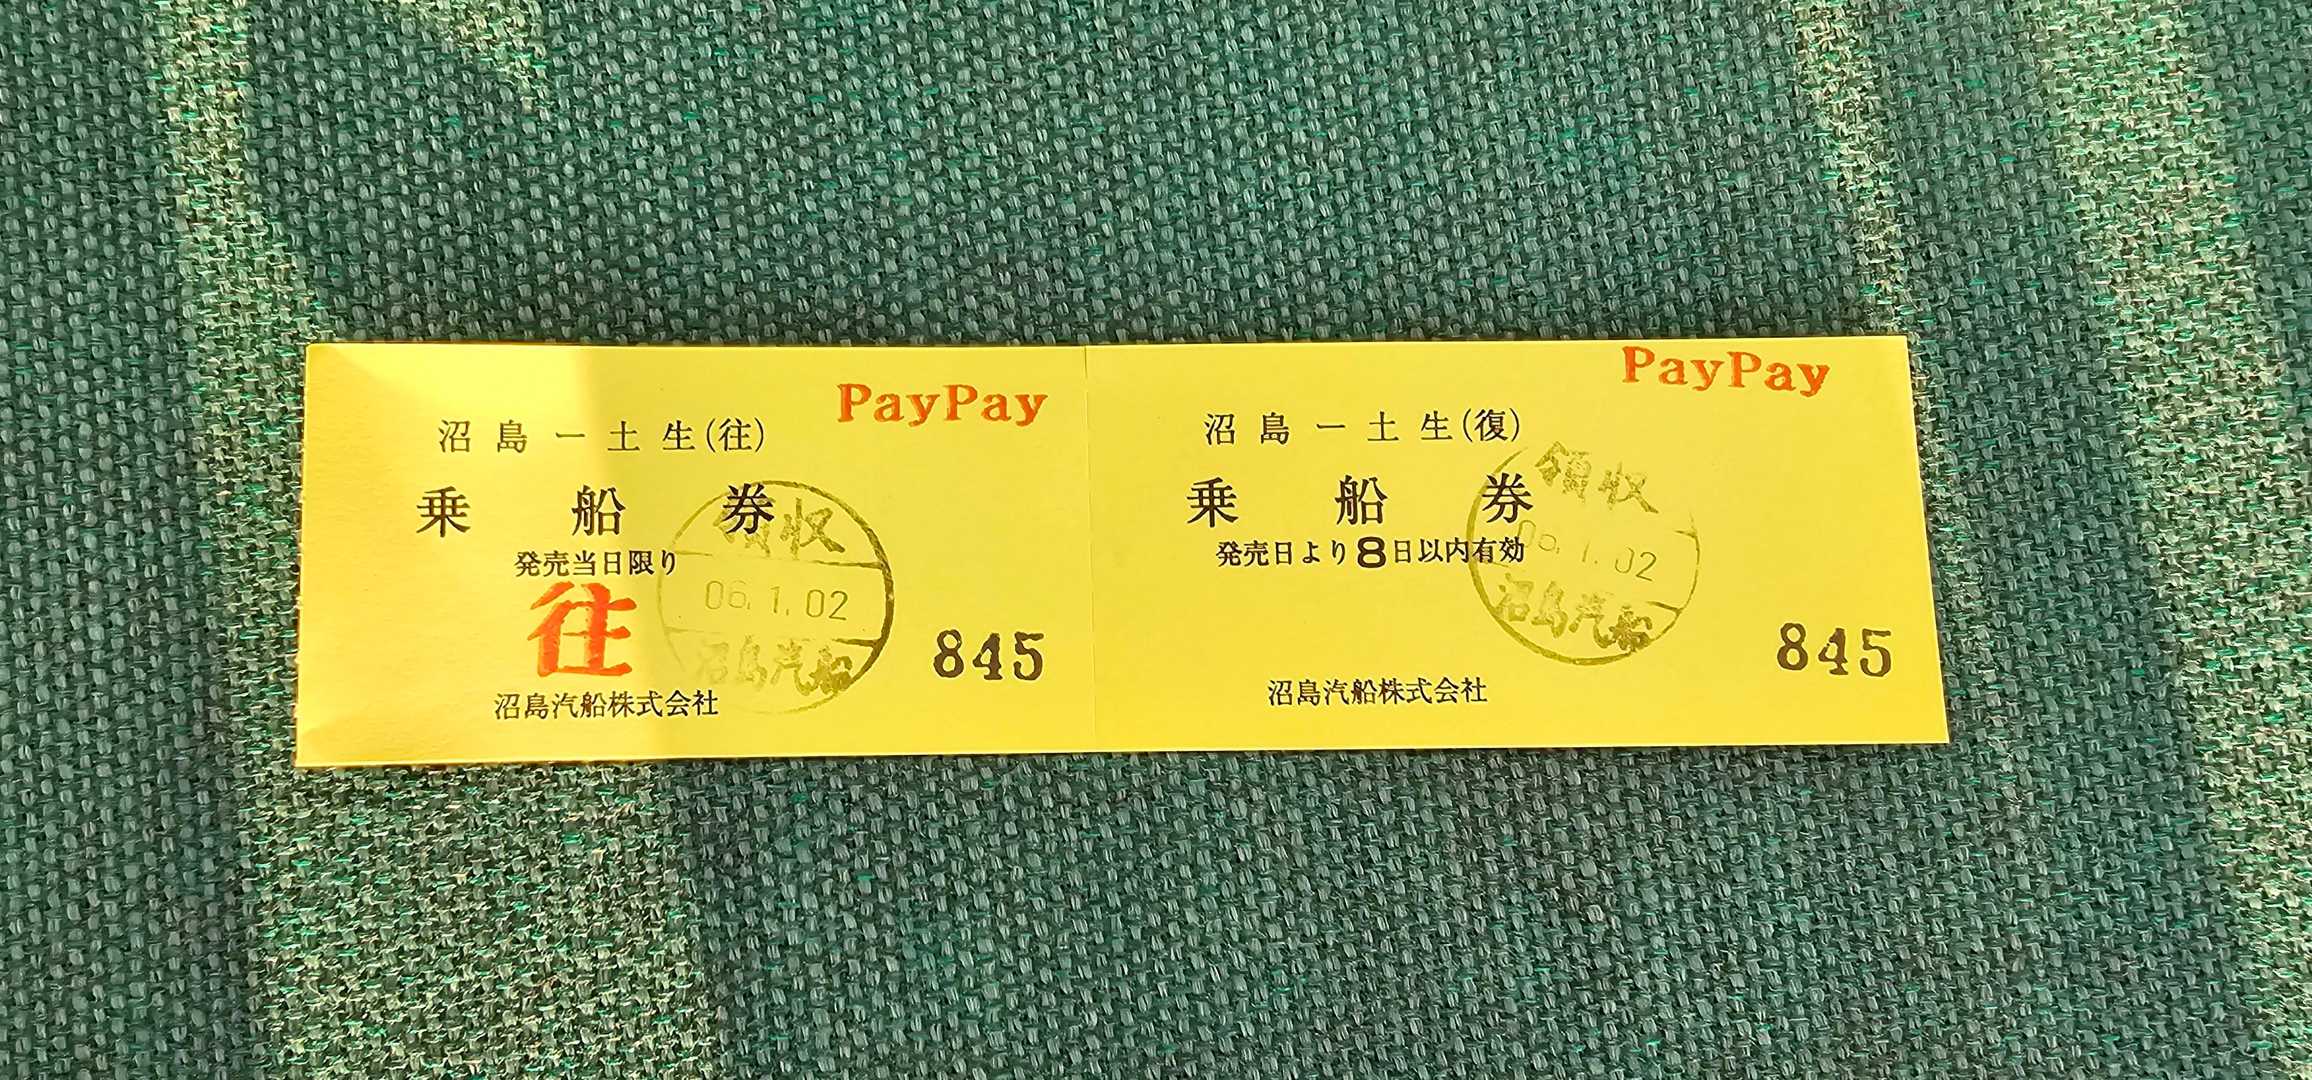 PayPay
沼島ー土生(往)
乗船券
発売当日限り
往
領収
06.1.02
沼島汽船
845
沼島汽船株式会社
PayPay
沼島ー土生(復)
乗船券
発売日より8日以内有効
領収
06.1.02
沼島汽船
845
沼島汽船株式会社